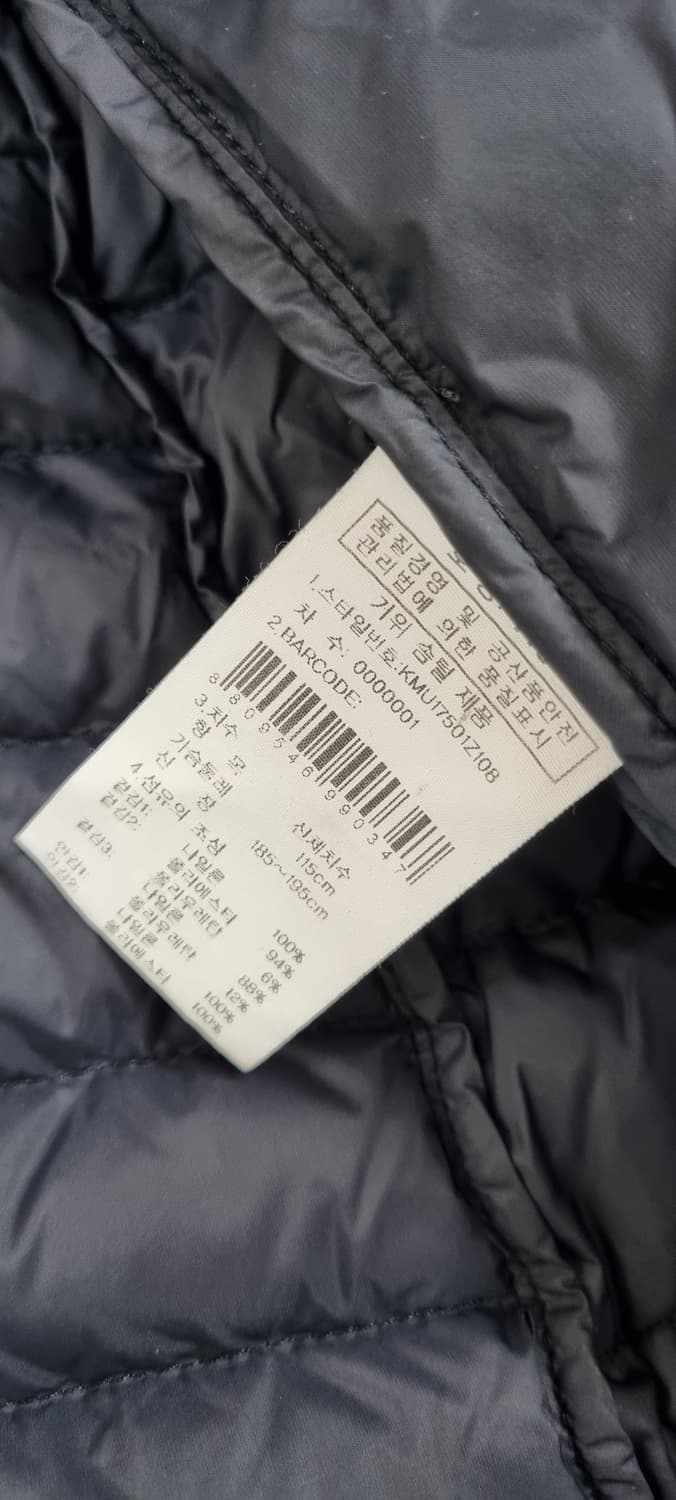 품질경영 및 공산품안전
관리법에 의한 품질표시
거위 솜털 제품
1.스타일번호:KMU17501Z108
차 수: 0000001
2.BARCODE:
8809546990347
3.치수
항 목 신체치수
가슴둘레 115cm
신 장 185~195cm
4.섬유의 조성
겉감1: 나일론 100%
겉감2: 폴리에스터 94%
폴리우레탄 6%
겉감3: 나일론 88%
폴리우레탄 12%
안감1: 나일론 100%
안감2: 폴리에스터 100%